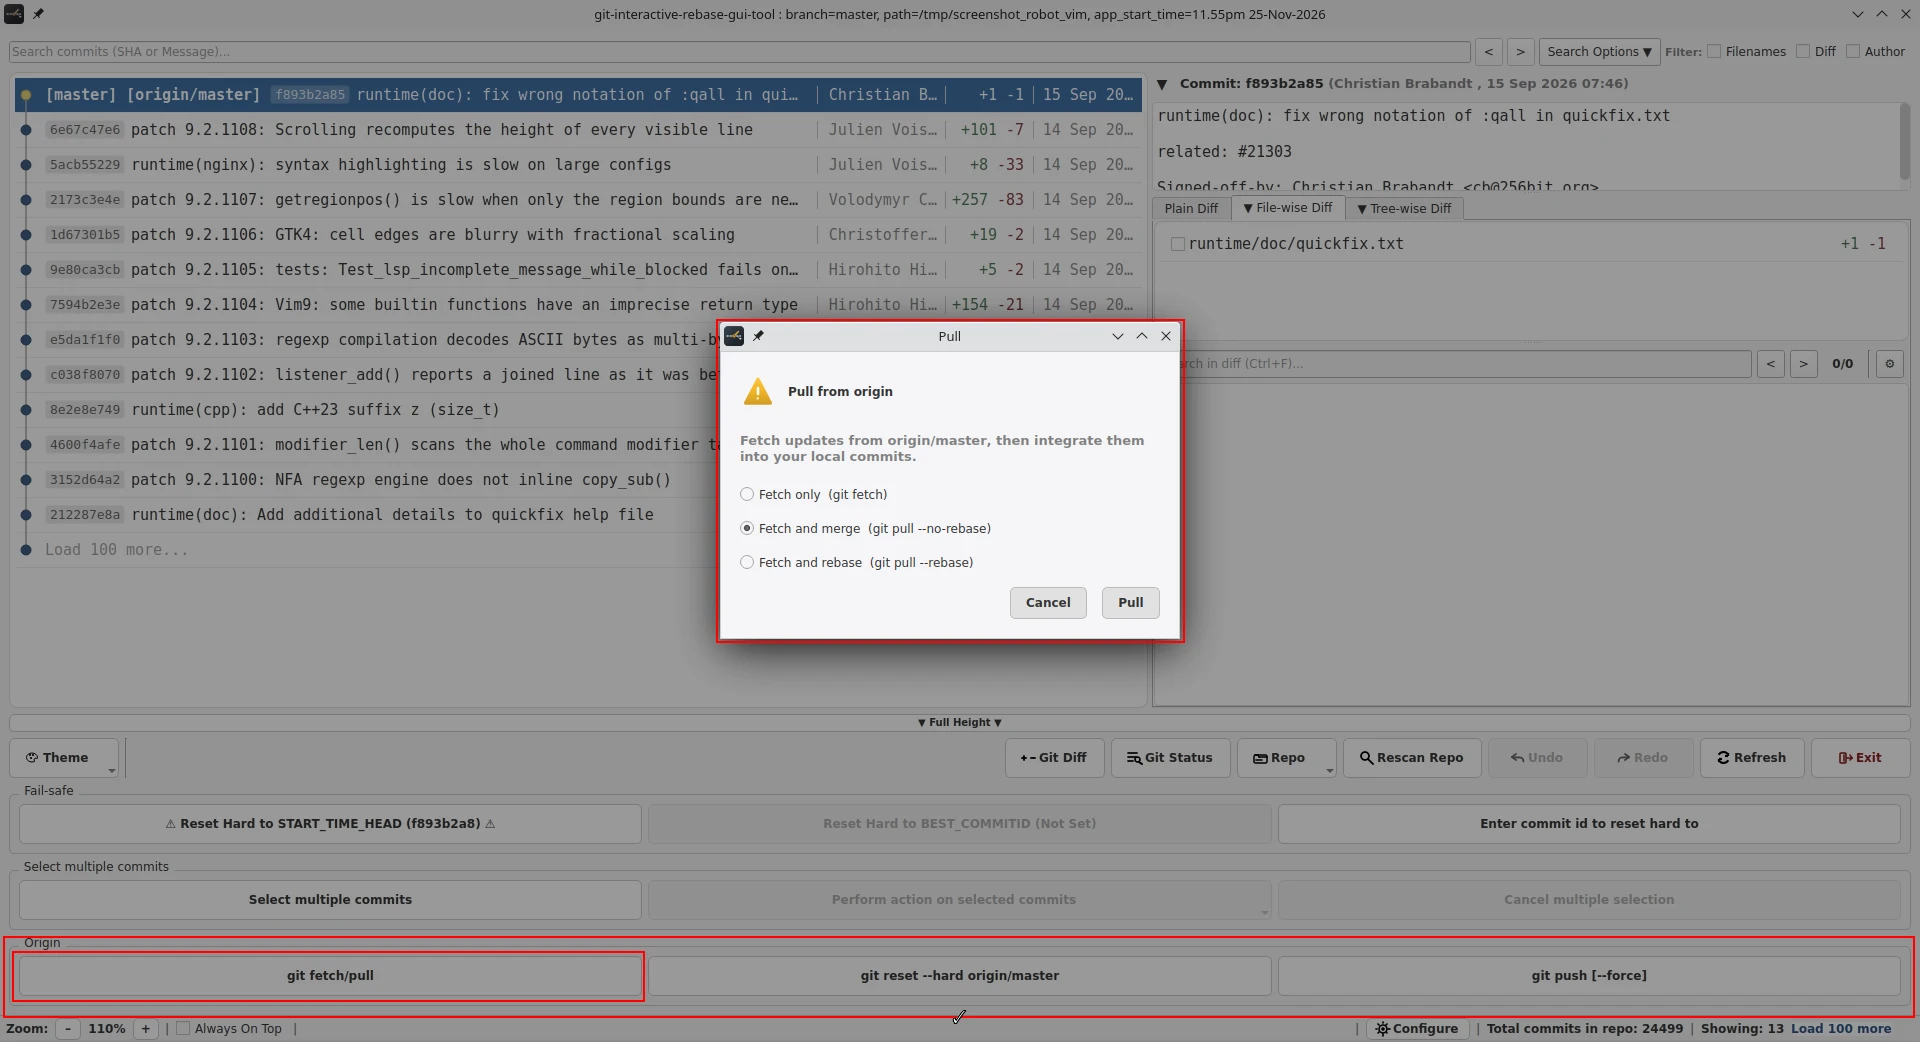 git-interactive-rebase-gui-tool : branch=master, path=/tmp/screenshot_robot_vim, app_start_time=11.55pm 25-Nov-2026
Search commits (SHA or Message)...
< > Search Options ▼ Filter: Filenames Diff Author
[master] [origin/master] f893b2a85 runtime(doc): fix wrong notation of :qall in qui… Christian B… +1 -1 15 Sep 20…
6e67c47e6 patch 9.2.1108: Scrolling recomputes the height of every visible line Julien Vois… +101 -7 14 Sep 20…
5acb55229 runtime(nginx): syntax highlighting is slow on large configs Julien Vois… +8 -33 14 Sep 20…
2173c3e4e patch 9.2.1107: getregionpos() is slow when only the region bounds are ne… Volodymyr C… +257 -83 14 Sep 20…
1d67301b5 patch 9.2.1106: GTK4: cell edges are blurry with fractional scaling Christoffer… +19 -2 14 Sep 20…
9e80ca3cb patch 9.2.1105: tests: Test_lsp_incomplete_message_while_blocked fails on… Hirohito Hi… +5 -2 14 Sep 20…
7594b2e3e patch 9.2.1104: Vim9: some builtin functions have an imprecise return type Hirohito Hi… +154 -21 14 Sep 20…
e5da1f1f0 patch 9.2.1103: regexp compilation decodes ASCII bytes as multi-by
c038f8070 patch 9.2.1102: listener_add() reports a joined line as it was be
8e2e8e749 runtime(cpp): add C++23 suffix z (size_t)
4600f4afe patch 9.2.1101: modifier_len() scans the whole command modifier ta
3152d64a2 patch 9.2.1100: NFA regexp engine does not inline copy_sub()
212287e8a runtime(doc): Add additional details to quickfix help file
Load 100 more...
▼ Commit: f893b2a85 (Christian Brabandt , 15 Sep 2026 07:46)
runtime(doc): fix wrong notation of :qall in quickfix.txt
related: #21303
Signed-off-by: Christian Brabandt <cb@256bit.org>
Plain Diff ▼ File-wise Diff ▼ Tree-wise Diff
runtime/doc/quickfix.txt +1 -1
rch in diff (Ctrl+F)... < > 0/0
Pull
Pull from origin
Fetch updates from origin/master, then integrate them
into your local commits.
Fetch only (git fetch)
Fetch and merge (git pull --no-rebase)
Fetch and rebase (git pull --rebase)
Cancel Pull
▼ Full Height ▼
Theme +- Git Diff Git Status Repo Rescan Repo Undo Redo Refresh Exit
Fail-safe
⚠ Reset Hard to START_TIME_HEAD (f893b2a8) ⚠ Reset Hard to BEST_COMMITID (Not Set) Enter commit id to reset hard to
Select multiple commits
Select multiple commits Perform action on selected commits Cancel multiple selection
Origin
git fetch/pull git reset --hard origin/master git push [--force]
Zoom: - 110% + | Always On Top | | Configure | Total commits in repo: 24499 | Showing: 13 Load 100 more